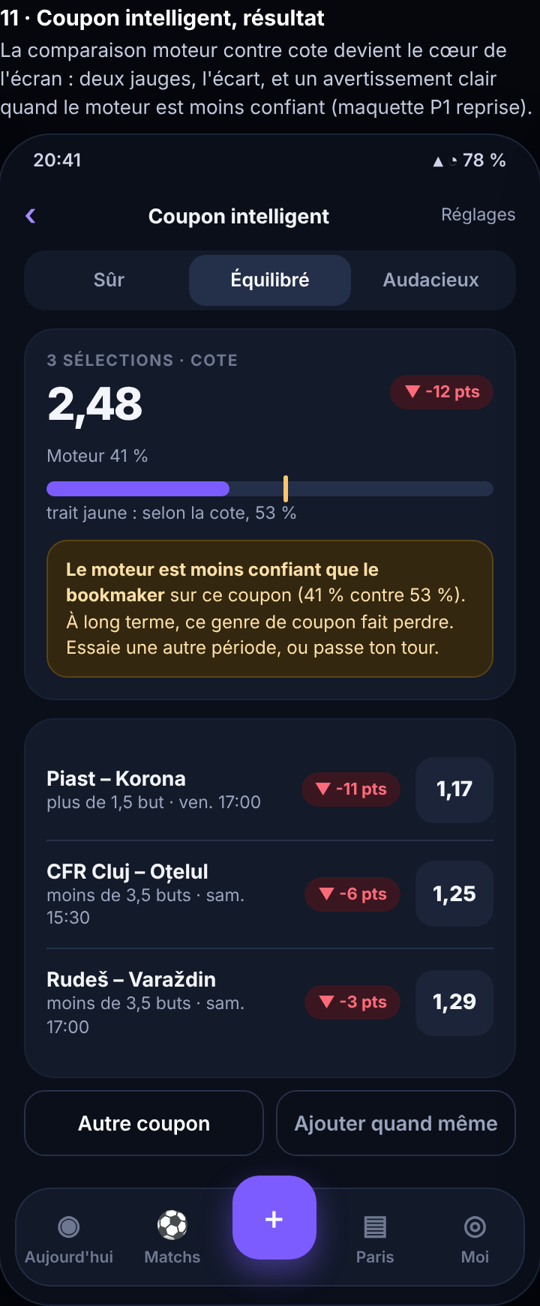 11 · Coupon intelligent, résultat
La comparaison moteur contre cote devient le cœur de
l'écran : deux jauges, l'écart, et un avertissement clair
quand le moteur est moins confiant (maquette P1 reprise).
20:41
▲ 78 %
‹ Coupon intelligent Réglages
Sûr Équilibré Audacieux
3 SÉLECTIONS · COTE
2,48
▼ -12 pts
Moteur 41 %
trait jaune : selon la cote, 53 %
Le moteur est moins confiant que le
bookmaker sur ce coupon (41 % contre 53 %).
À long terme, ce genre de coupon fait perdre.
Essaie une autre période, ou passe ton tour.
Piast – Korona
plus de 1,5 but · ven. 17:00
▼ -11 pts
1,17
CFR Cluj – Oțelul
moins de 3,5 buts · sam.
15:30
▼ -6 pts
1,25
Rudeš – Varaždin
moins de 3,5 buts · sam.
17:00
▼ -3 pts
1,29
Autre coupon
Ajouter quand même
+
Aujourd'hui Matchs Paris Moi